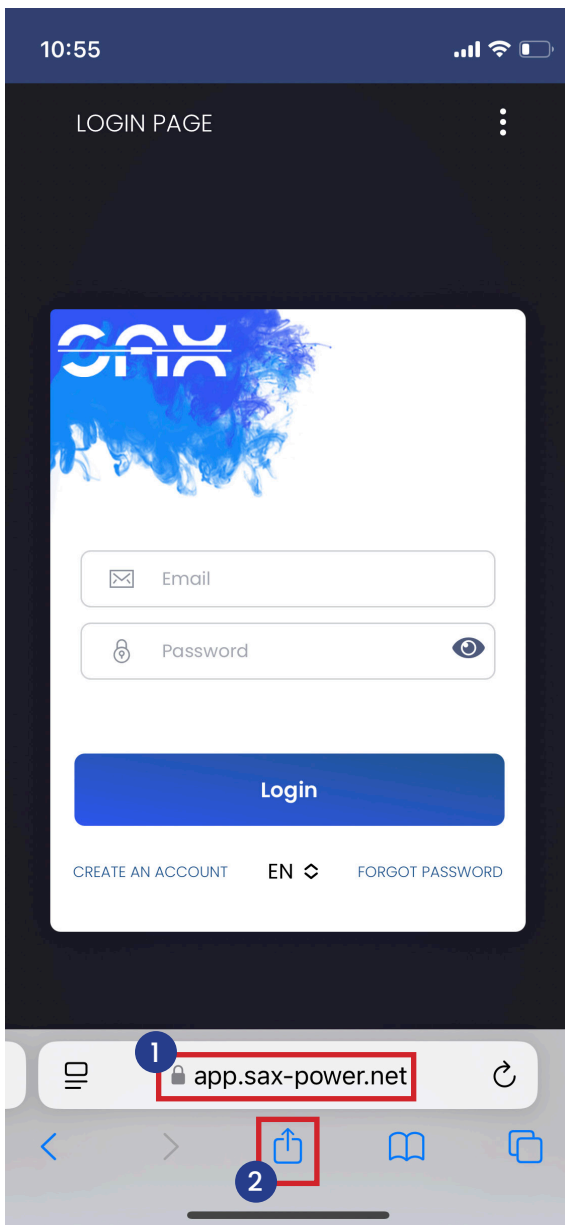 10:55
LOGIN PAGE
SAX
Email
Password
Login
CREATE AN ACCOUNT EN FORGOT PASSWORD
1
app.sax-power.net
2